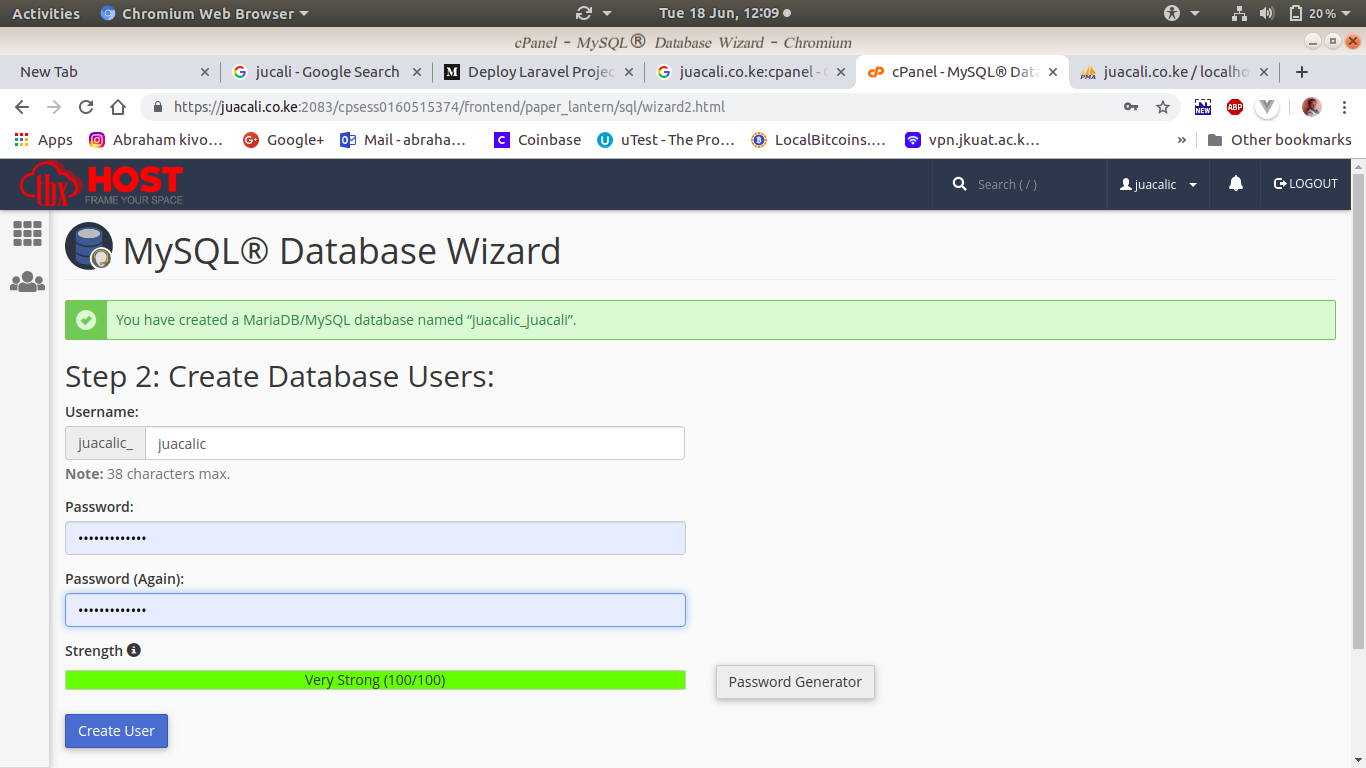 Activities Chromium Web Browser Tue 18 Jun, 12:09 20%
cPanel - MySQL® Database Wizard - Chromium
New Tab jucali - Google Search Deploy Laravel Projec juacali.co.ke:cpanel - cPanel - MySQL® Data juacali.co.ke / localho
https://juacali.co.ke:2083/cpsess0160515374/frontend/paper_lantern/sql/wizard2.html NEW ABP
Apps Abraham kivo... Google+ Mail - abraha... Coinbase uTest - The Pro... LocalBitcoins.... vpn.jkuat.ac.k... » Other bookmarks
lhx HOST
FRAME YOUR SPACE
Search ( / ) juacalic LOGOUT
MySQL® Database Wizard
You have created a MariaDB/MySQL database named “juacalic_juacali”.
Step 2: Create Database Users:
Username:
juacalic_ juacalic
Note: 38 characters max.
Password:
•••••••••••••
Password (Again):
•••••••••••••
Strength
Very Strong (100/100) Password Generator
Create User